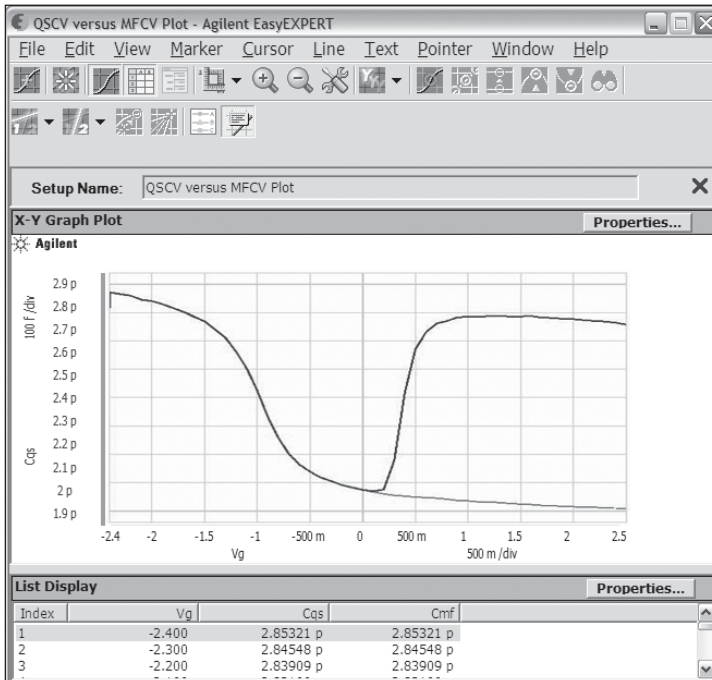 QSCV versus MFCV Plot - Agilent EasyEXPERT
File Edit View Marker Cursor Line Text Pointer Window Help
Setup Name: QSCV versus MFCV Plot
X-Y Graph Plot Properties...
Agilent
100 f /div
Cqs
2.9 p
2.8 p
2.7 p
2.6 p
2.5 p
2.4 p
2.3 p
2.2 p
2.1 p
2 p
1.9 p
-2.4 -2 -1.5 -1 -500 m 0 500 m 1 1.5 2 2.5
Vg 500 m /div
List Display Properties...
Index Vg Cqs Cmf
1 -2.400 2.85321 p 2.85321 p
2 -2.300 2.84548 p 2.84548 p
3 -2.200 2.83909 p 2.83909 p